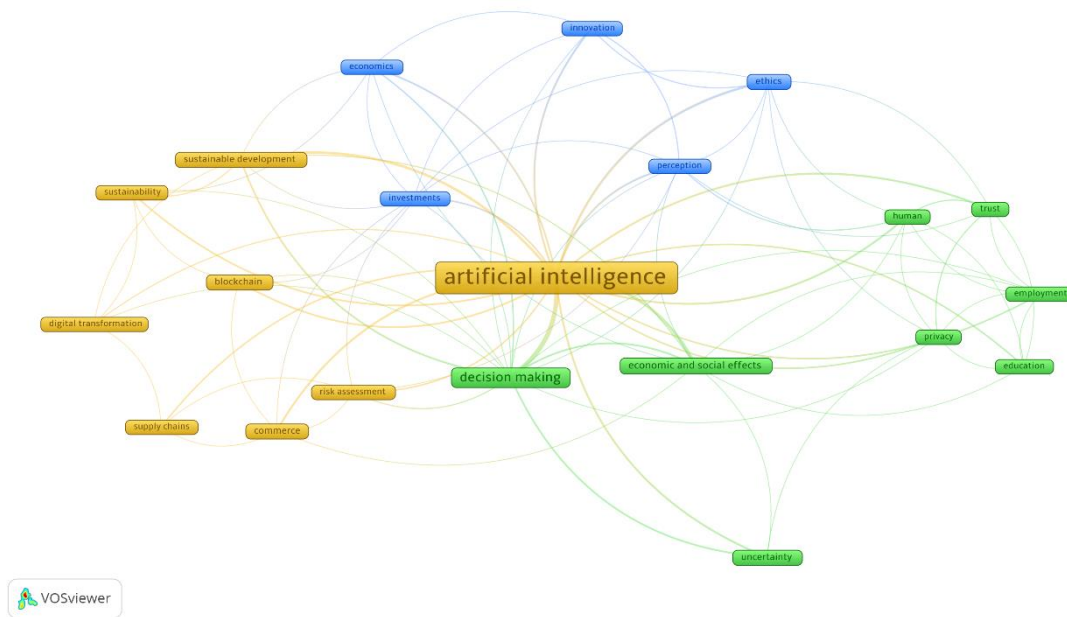 innovation
economics
ethics
sustainable development
perception
sustainability
investments
trust
human
artificial intelligence
blockchain
employment
digital transformation
privacy
economic and social effects
education
decision making
risk assessment
supply chains
commerce
uncertainty
VOSviewer